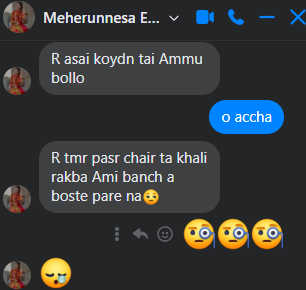 Meherunnesa E...
R asai koydn tai Ammu
bollo
o accha
R tmr pasr chair ta khali
rakba Ami banch a
boste pare na😒
🧐🧐🧐
😪